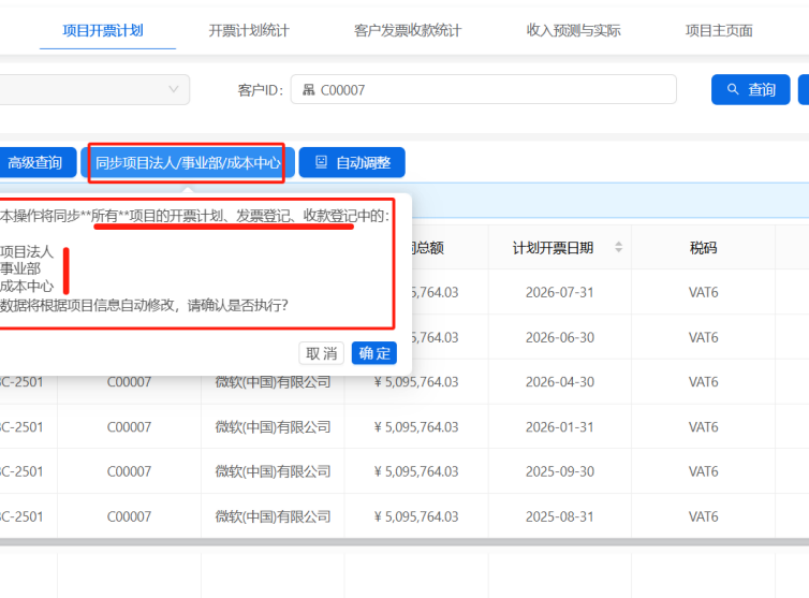 项目开票计划 开票计划统计 客户发票收款统计 收入预测与实际 项目主页面
客户ID: C00007 查询
高级查询 同步项目法人/事业部/成本中心 自动调整
本操作将同步**所有**项目的开票计划、发票登记、收款登记中的:
项目法人
事业部
成本中心
数据将根据项目信息自动修改，请确认是否执行?
取消 确定
总额 计划开票日期 税码
5,764.03 2026-07-31 VAT6
5,764.03 2026-06-30 VAT6
C-2501 C00007 微软(中国)有限公司 ¥ 5,095,764.03 2026-04-30 VAT6
C-2501 C00007 微软(中国)有限公司 ¥ 5,095,764.03 2026-01-31 VAT6
C-2501 C00007 微软(中国)有限公司 ¥ 5,095,764.03 2025-09-30 VAT6
C-2501 C00007 微软(中国)有限公司 ¥ 5,095,764.03 2025-08-31 VAT6